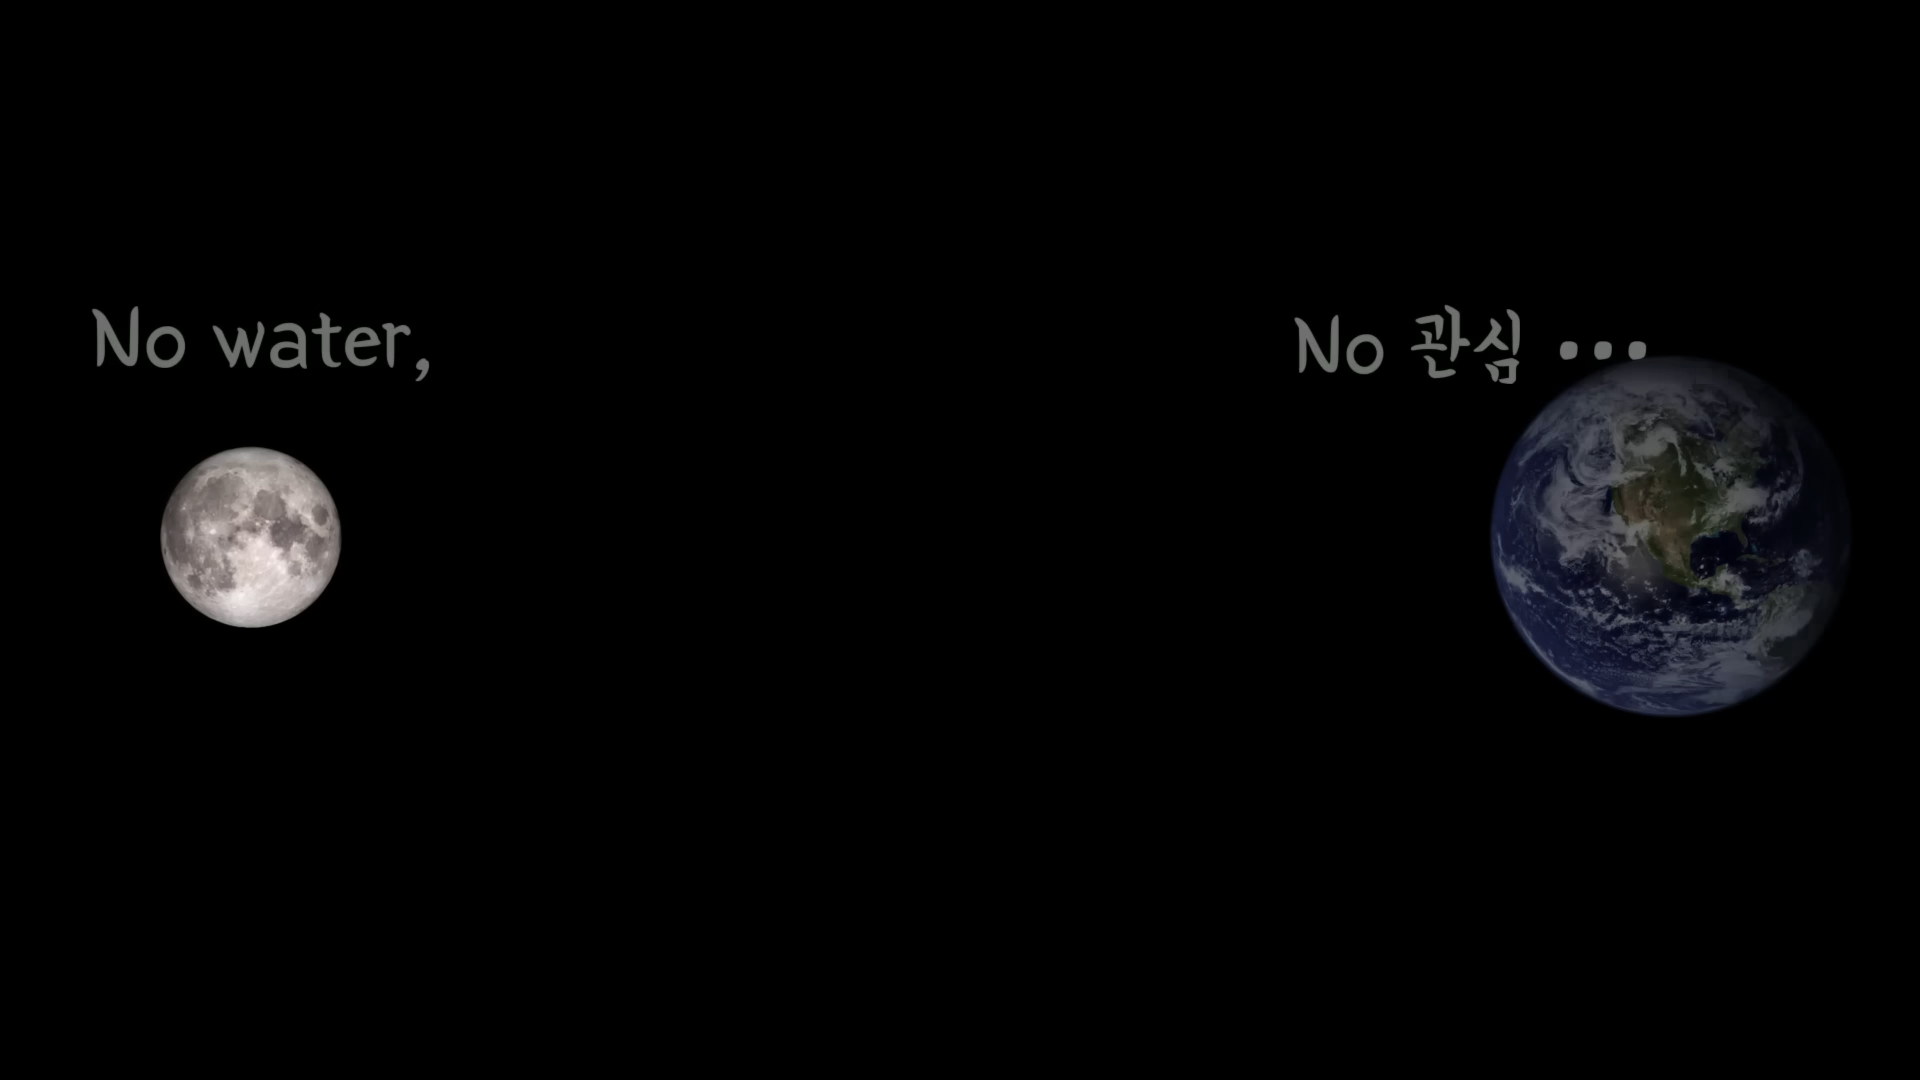 No water,
No 관심 •••